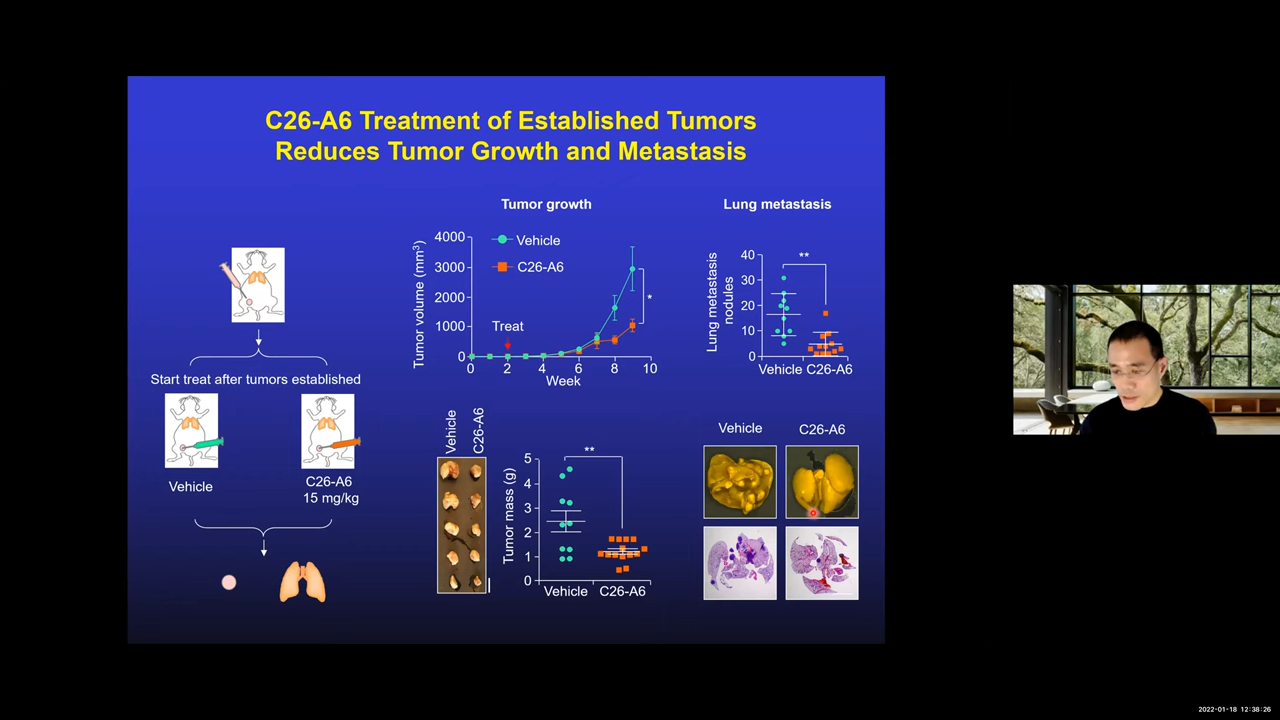 C26-A6 Treatment of Established Tumors
Reduces Tumor Growth and Metastasis
Start treat after tumors established
Vehicle
C26-A6
15 mg/kg
Tumor growth
Tumor volume (mm³)
4000
3000
2000
1000
0
Vehicle
C26-A6
Treat
*
0 2 4 6 8 10
Week
Lung metastasis
Lung metastasis
nodules
40
30
20
10
0
**
Vehicle C26-A6
Vehicle
C26-A6
Tumor mass (g)
5
4
3
2
1
0
**
Vehicle C26-A6
Vehicle C26-A6
2022-01-18 12:38:26